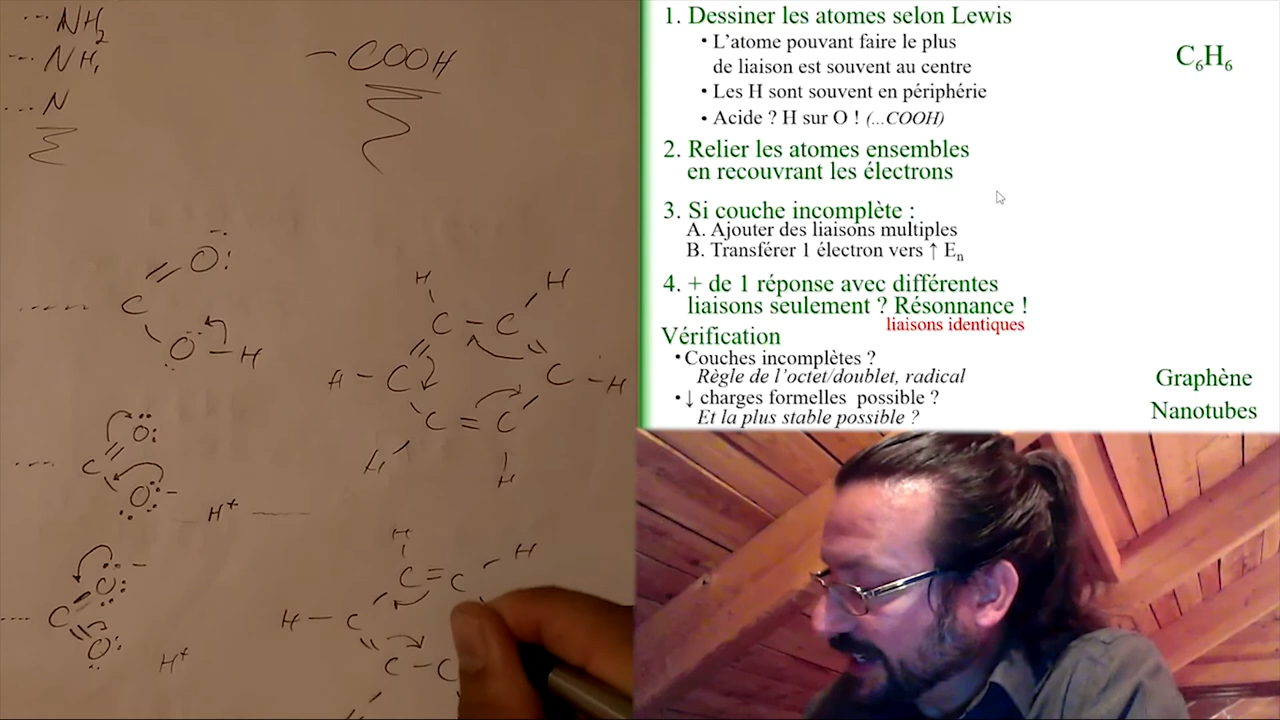 ... NH2
... NH1
... N
– COOH
O
C
O – H
H H
C – C
H – C C – H
C = C
H H
O
C
O –
H+
H H
C = C
H – C
C – C
O –
C
O
H+
1. Dessiner les atomes selon Lewis
• L'atome pouvant faire le plus
de liaison est souvent au centre
• Les H sont souvent en périphérie
• Acide ? H sur O ! (...COOH)
2. Relier les atomes ensembles
en recouvrant les électrons
3. Si couche incomplète :
A. Ajouter des liaisons multiples
B. Transférer 1 électron vers ↑ En
4. + de 1 réponse avec différentes
liaisons seulement ? Résonnance !
liaisons identiques
Vérification
• Couches incomplètes ?
Règle de l'octet/doublet, radical
• ↓ charges formelles possible ?
Et la plus stable possible ?
C6H6
Graphène
Nanotubes